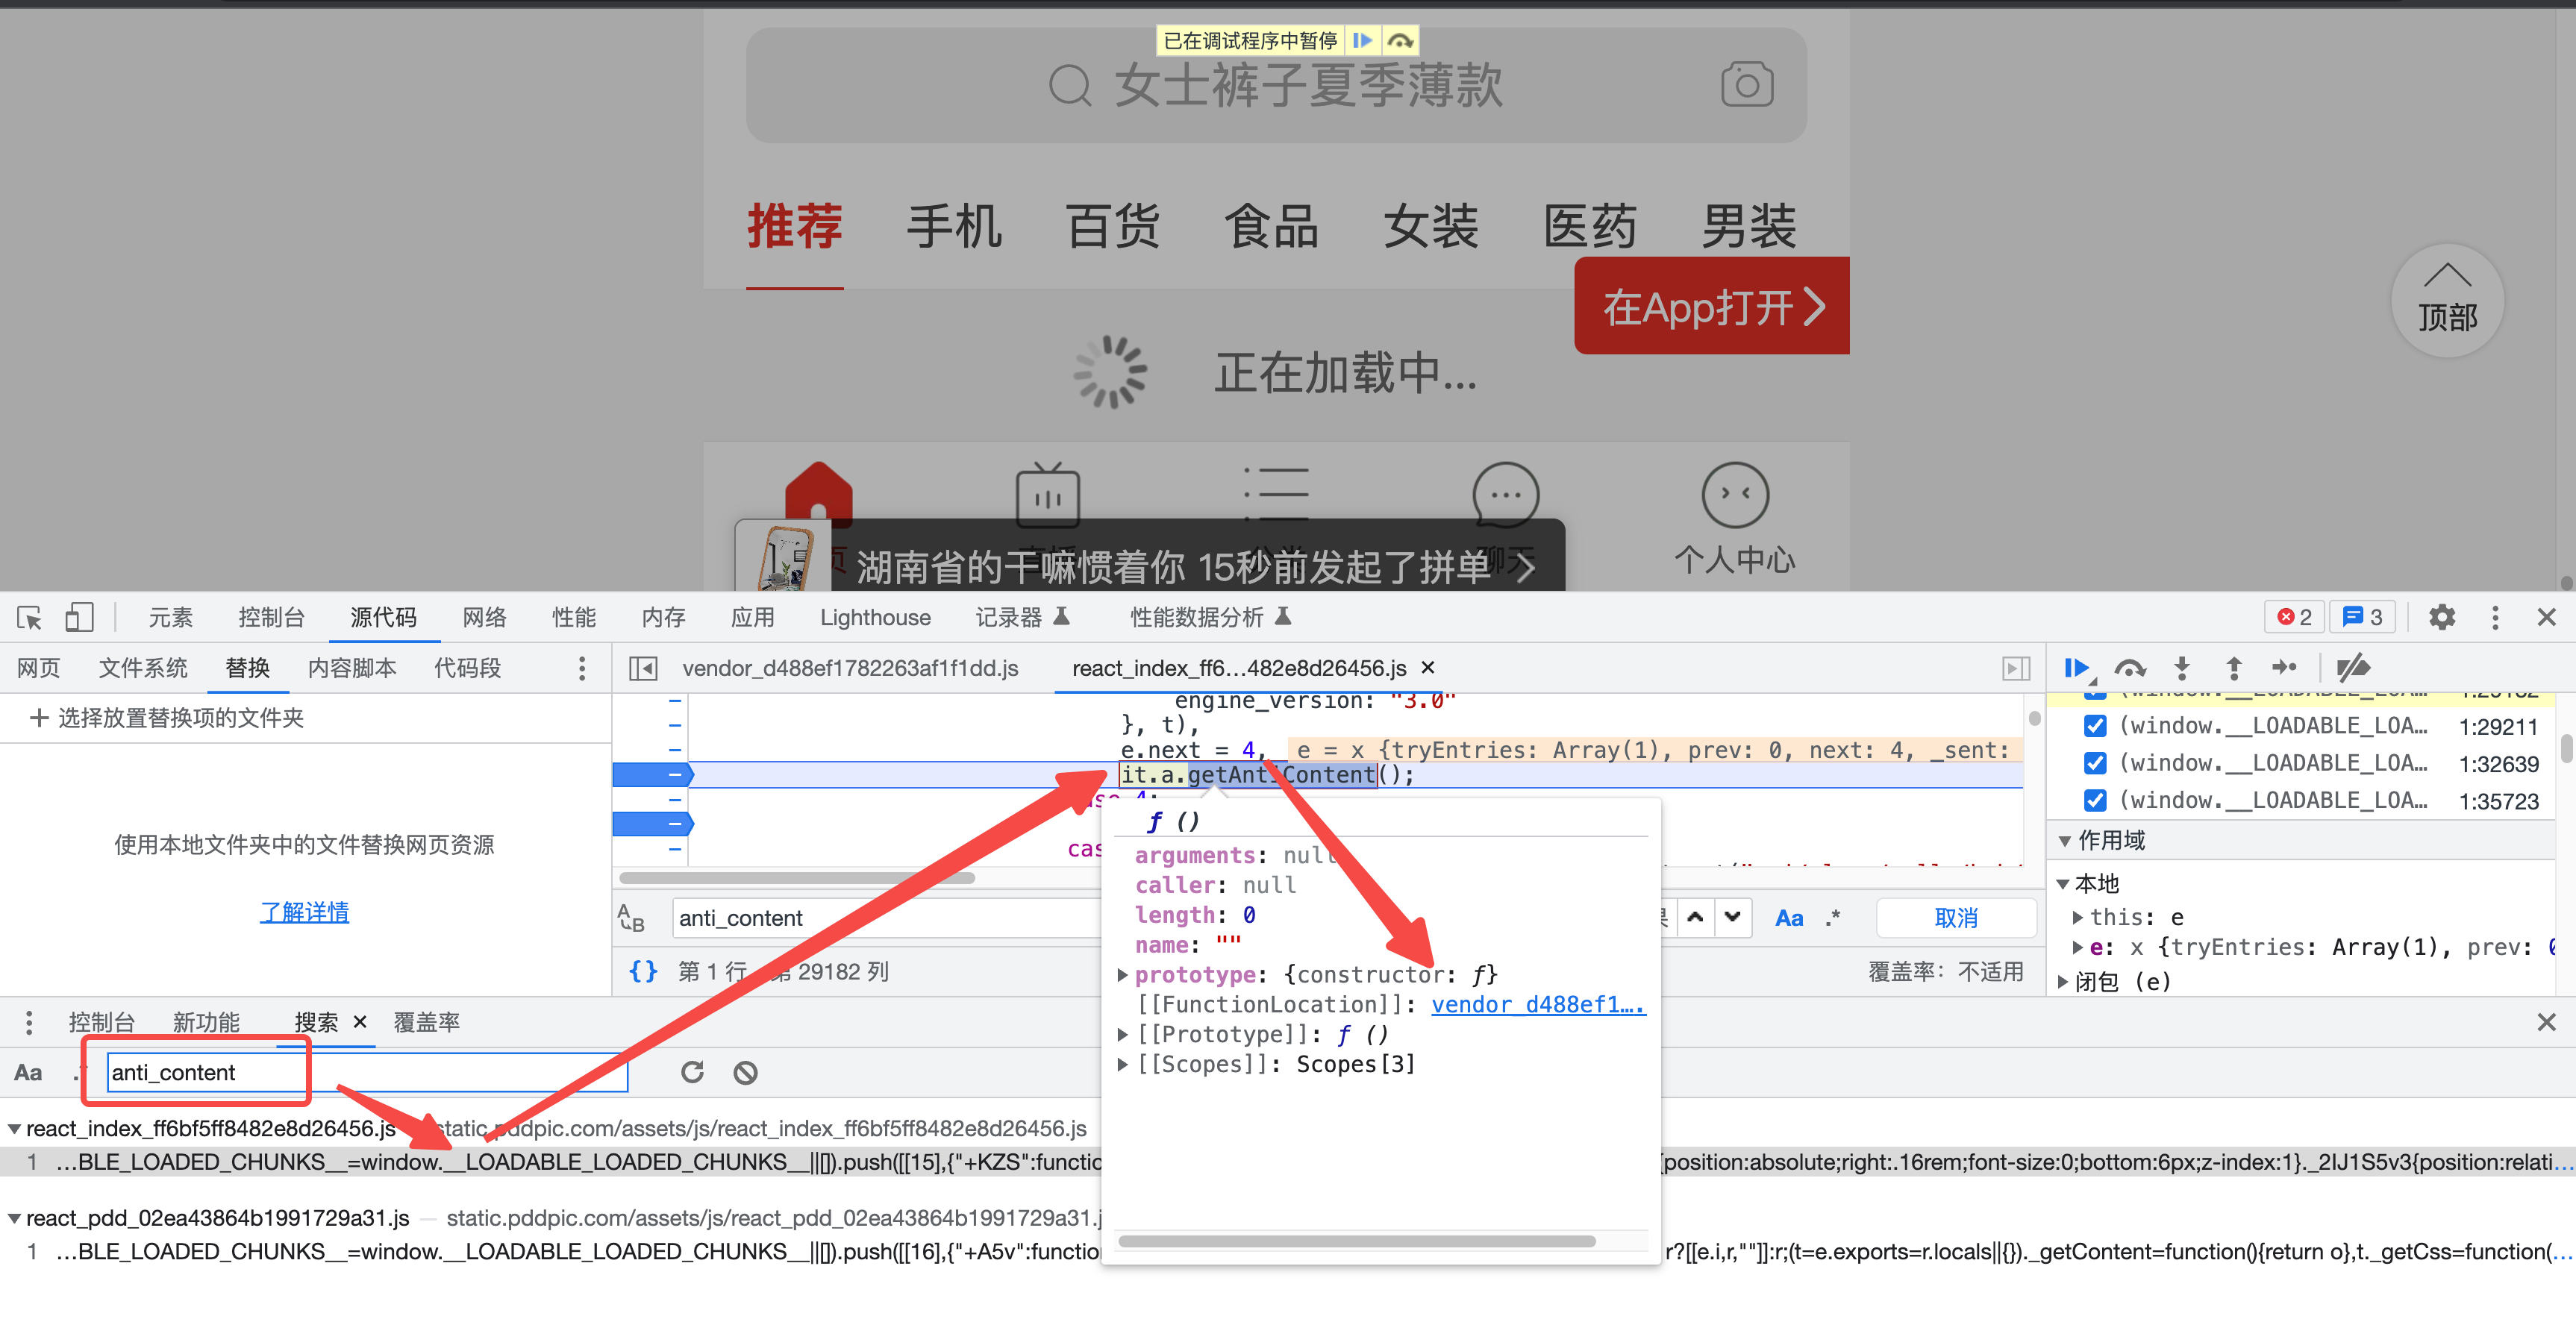 已在调试程序中暂停
女士裤子夏季薄款
推荐 手机 百货 食品 女装 医药 男装
在App打开
顶部
正在加载中...
湖南省的干嘛惯着你 15秒前发起了拼单
个人中心
元素 控制台 源代码 网络 性能 内存 应用 Lighthouse 记录器 性能数据分析 2 3
网页 文件系统 替换 内容脚本 代码段
vendor_d488ef1782263af1f1dd.js react_index_ff6…482e8d26456.js ×
+ 选择放置替换项的文件夹
使用本地文件夹中的文件替换网页资源
了解详情
engine_version: "3.0"
}, t),
e.next = 4, e = x {tryEntries: Array(1), prev: 0, next: 4, _sent:
it.a.getAntiContent();
ƒ ()
arguments: null
caller: null
length: 0
name: ""
prototype: {constructor: ƒ}
[[FunctionLocation]]: vendor_d488ef1….
[[Prototype]]: ƒ ()
[[Scopes]]: Scopes[3]
anti_content
Aa .* 取消
{} 第 1 行，第 29182 列
覆盖率：不适用
(window.__LOADABLE_LOA… 1:29211
(window.__LOADABLE_LOA… 1:32639
(window.__LOADABLE_LOA… 1:35723
作用域
本地
this: e
e: x {tryEntries: Array(1), prev: 0
闭包 (e)
控制台 新功能 搜索 × 覆盖率
Aa .* anti_content
react_index_ff6bf5ff8482e8d26456.js — static.pddpic.com/assets/js/react_index_ff6bf5ff8482e8d26456.js
1 …BLE_LOADED_CHUNKS__=window.__LOADABLE_LOADED_CHUNKS__||[]).push([[15],{"+KZS":functio
position:absolute;right:.16rem;font-size:0;bottom:6px;z-index:1}._2IJ1S5v3{position:relati…
react_pdd_02ea43864b1991729a31.js — static.pddpic.com/assets/js/react_pdd_02ea43864b1991729a31.j
1 …BLE_LOADED_CHUNKS__=window.__LOADABLE_LOADED_CHUNKS__||[]).push([[16],{"+A5v":functio
r?[[e.i,r,""]]:r;(t=e.exports=r.locals||{})._getContent=function(){return o},t._getCss=function(…